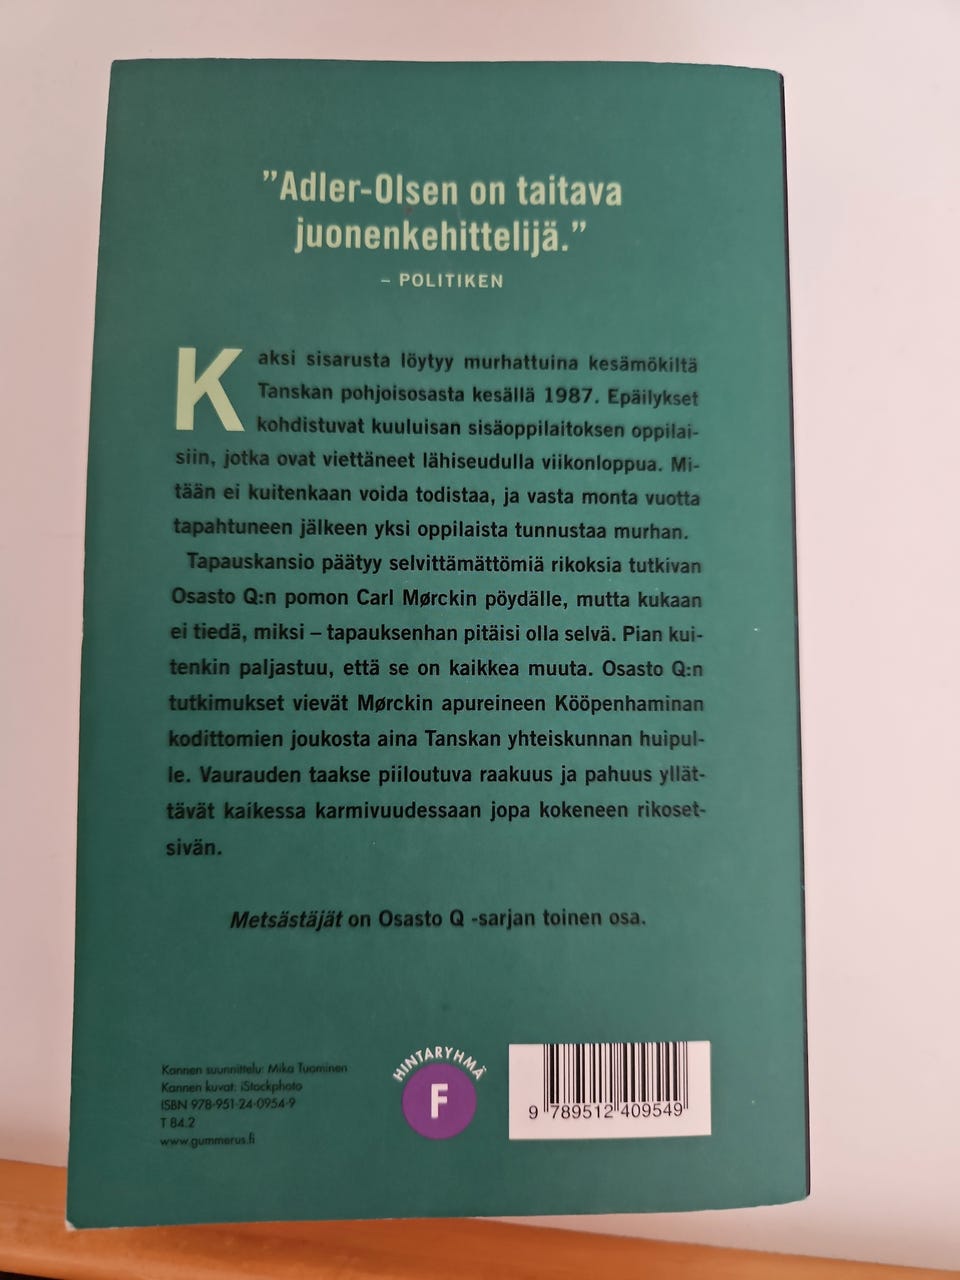 ”Adler-Olsen on taitava
juonenkehittelijä.”
– POLITIKEN
Kaksi sisarusta löytyy murhattuina kesämökiltä
Tanskan pohjoisosasta kesällä 1987. Epäilykset
kohdistuvat kuuluisan sisäoppilaitoksen oppilai-
siin, jotka ovat viettäneet lähiseudulla viikonloppua. Mi-
tään ei kuitenkaan voida todistaa, ja vasta monta vuotta
tapahtuneen jälkeen yksi oppilaista tunnustaa murhan.
Tapauskansio päätyy selvittämättömiä rikoksia tutkivan
Osasto Q:n pomon Carl Mørckin pöydälle, mutta kukaan
ei tiedä, miksi – tapauksenhan pitäisi olla selvä. Pian kui-
tenkin paljastuu, että se on kaikkea muuta. Osasto Q:n
tutkimukset vievät Mørckin apureineen Kööpenhaminan
kodittomien joukosta aina Tanskan yhteiskunnan huipul-
le. Vaurauden taakse piiloutuva raakuus ja pahuus yllät-
tävät kaikessa karmivuudessaan jopa kokeneen rikoset-
sivän.
Metsästäjät on Osasto Q -sarjan toinen osa.
Kannen suunnittelu: Mika Tuominen
Kannen kuvat: iStockphoto
ISBN 978-951-24-0954-9
T 84.2
www.gummerus.fi
HINTARYHMÄ
F
9 789512 409549